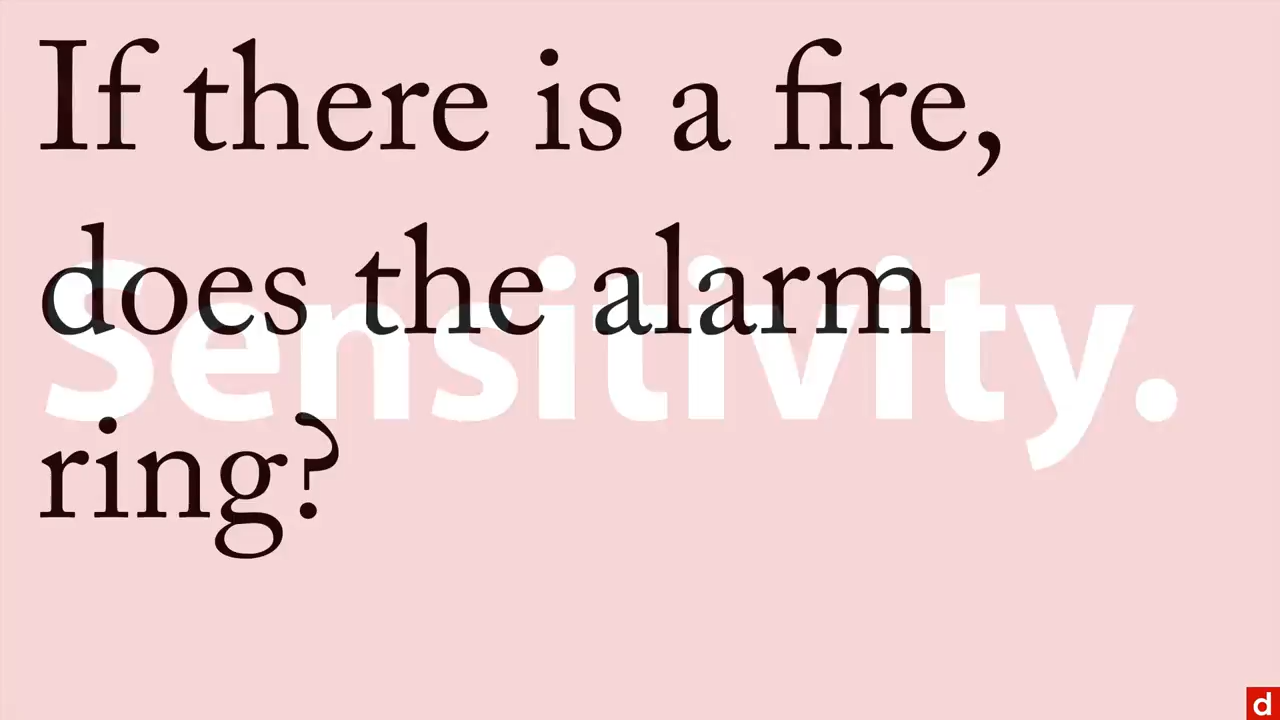 If there is a fire,
does the alarm
Sensitivity.
ring?
d